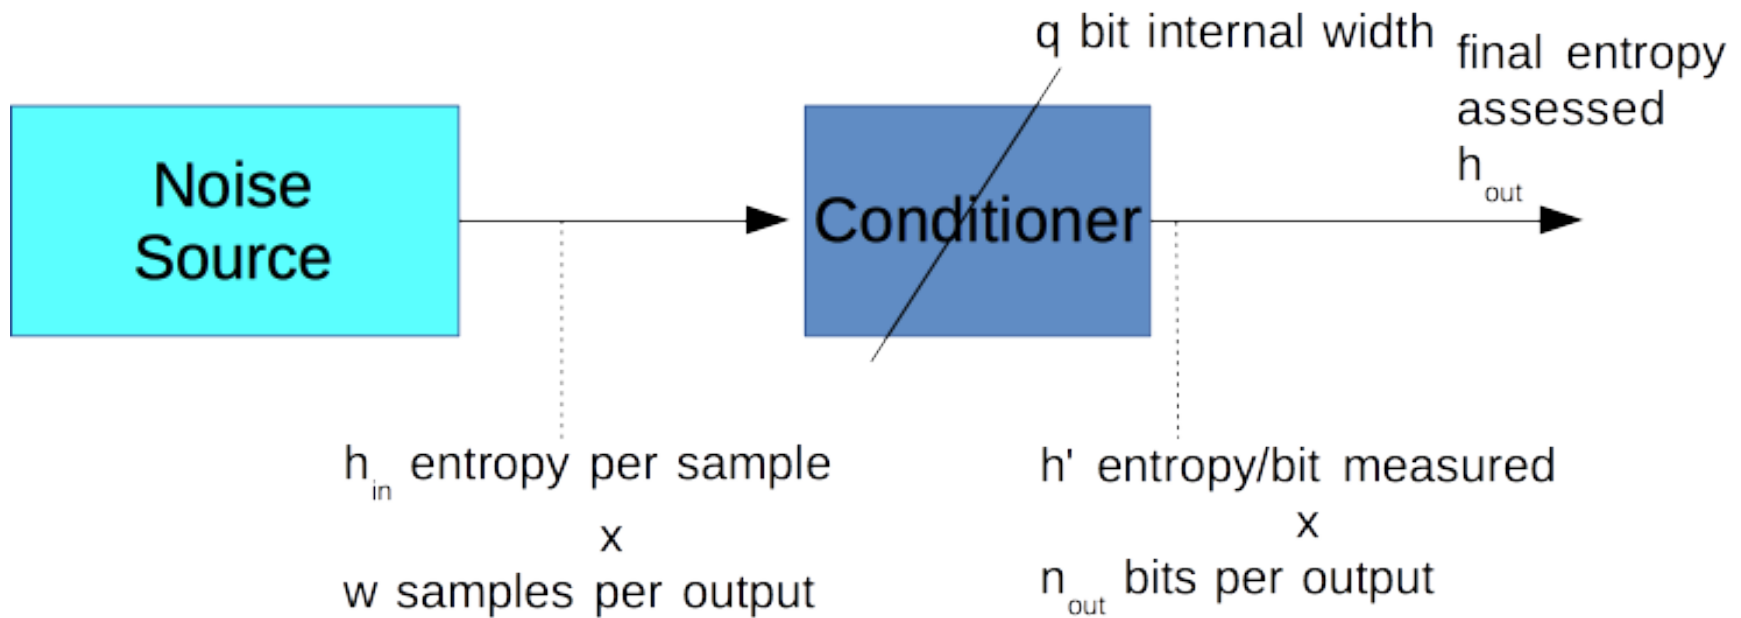 q bit internal width
final entropy
assessed
h out
Noise
Source
Conditioner
h in entropy per sample
x
w samples per output
h' entropy/bit measured
x
n out bits per output